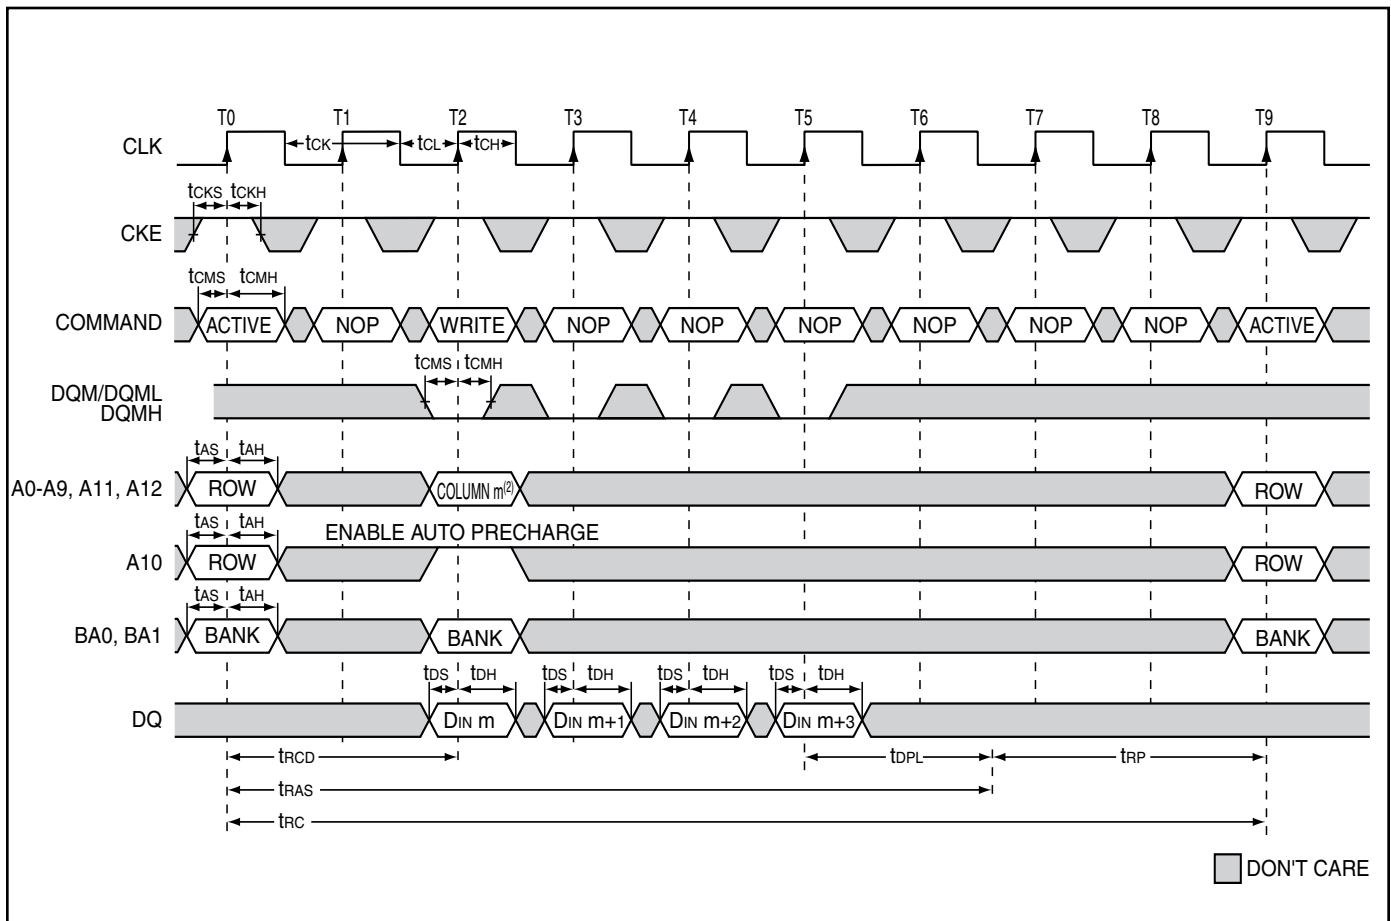 T0 T1 T2 T3 T4 T5 T6 T7 T8 T9
CLK tCK tCL tCH
tCKS tCKH
CKE
tCMS tCMH
COMMAND ACTIVE NOP WRITE NOP NOP NOP NOP NOP NOP ACTIVE
tCMS tCMH
DQM/DQML
DQMH
tAS tAH
A0-A9, A11, A12 ROW COLUMN m(2) ROW
tAS tAH ENABLE AUTO PRECHARGE
A10 ROW ROW
tAS tAH
BA0, BA1 BANK BANK BANK
tDS tDH tDS tDH tDS tDH tDS tDH
DQ DIN m DIN m+1 DIN m+2 DIN m+3
tRCD tDPL tRP
tRAS
tRC
DON'T CARE